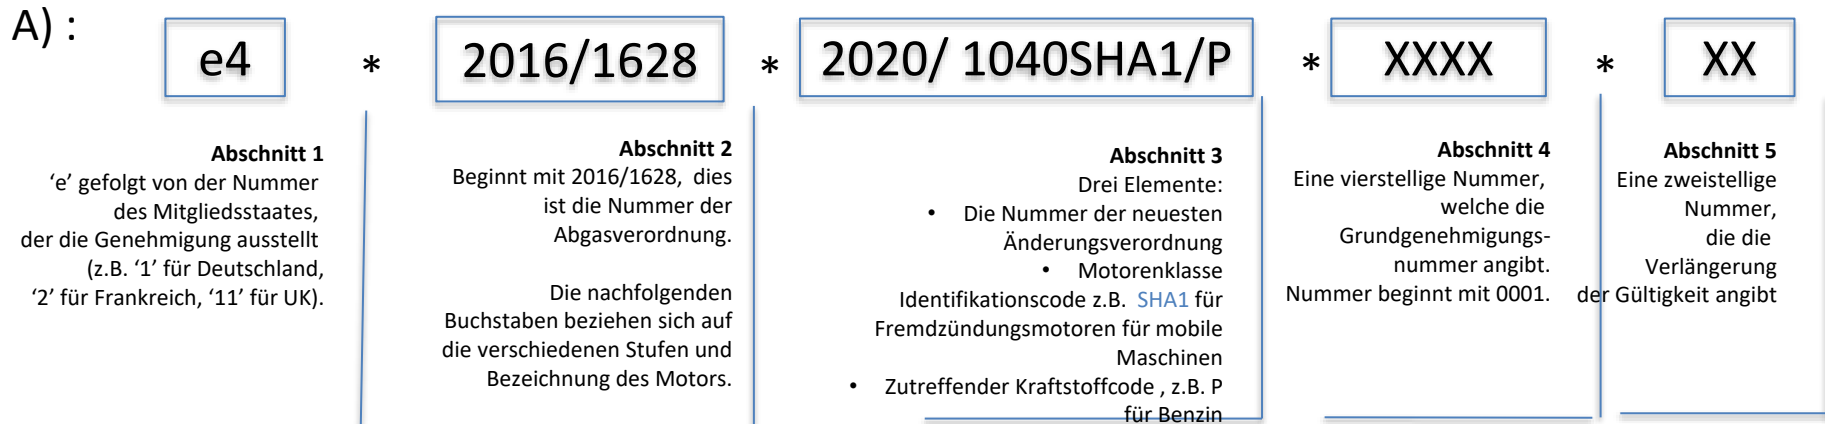 A) :
e4 * 2016/1628 * 2020/ 1040SHA1/P * XXXX * XX
Abschnitt 1
‘e’ gefolgt von der Nummer
des Mitgliedsstaates,
der die Genehmigung ausstellt
(z.B. ‘1’ für Deutschland,
‘2’ für Frankreich, ‘11’ für UK).
Abschnitt 2
Beginnt mit 2016/1628, dies
ist die Nummer der
Abgasverordnung.
Die nachfolgenden
Buchstaben beziehen sich auf
die verschiedenen Stufen und
Bezeichnung des Motors.
Abschnitt 3
Drei Elemente:
• Die Nummer der neuesten
Änderungsverordnung
• Motorenklasse
Identifikationscode z.B. SHA1 für
Fremdzündungsmotoren für mobile
Maschinen
• Zutreffender Kraftstoffcode , z.B. P
für Benzin
Abschnitt 4
Eine vierstellige Nummer,
welche die
Grundgenehmigungs-
nummer angibt.
Nummer beginnt mit 0001.
Abschnitt 5
Eine zweistellige
Nummer,
die die
Verlängerung
der Gültigkeit angibt